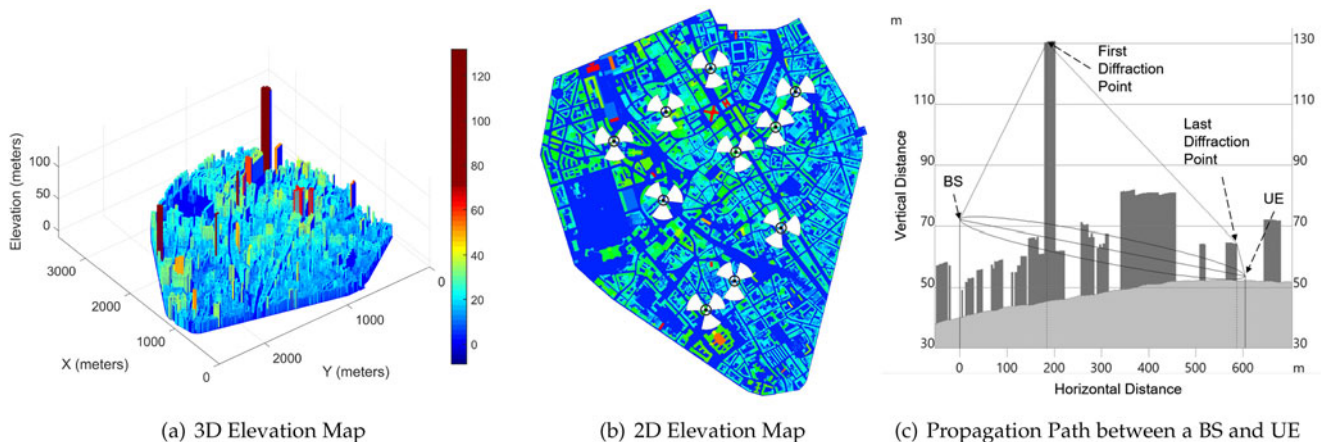 Elevation (meters)
100
50
0
3000
2000
1000
0
X (meters)
2000
1000
0
Y (meters)
120
100
80
60
40
20
0
(a) 3D Elevation Map
(b) 2D Elevation Map
m
m
130
110
90
70
50
30
130
110
90
70
50
30
Vertical Distance
BS
First
Diffraction
Point
Last
Diffraction
Point
UE
0
100
200
300
400
500
600
m
Horizontal Distance
(c) Propagation Path between a BS and UE